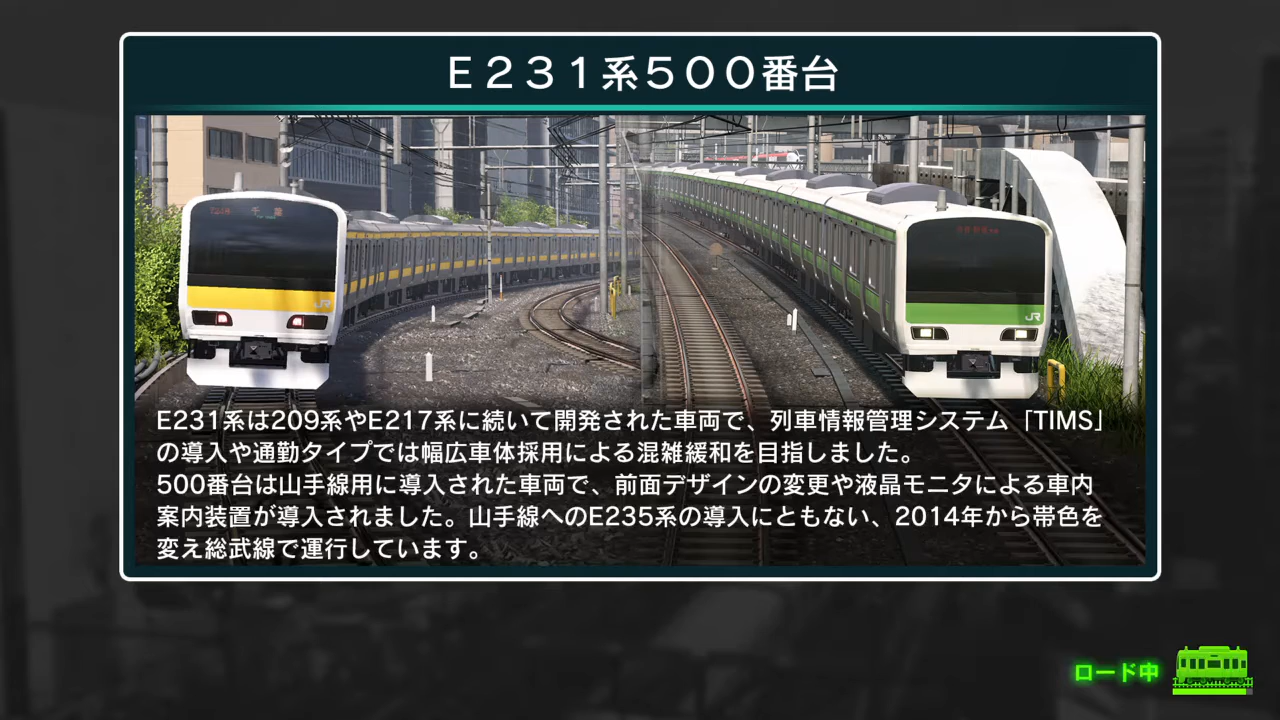 E231系500番台
JR
JR
E231系は209系やE217系に続いて開発された車両で、列車情報管理システム「TIMS」
の導入や通勤タイプでは幅広車体採用による混雑緩和を目指しました。
500番台は山手線用に導入された車両で、前面デザインの変更や液晶モニタによる車内
案内装置が導入されました。山手線へのE235系の導入にともない、2014年から帯色を
変え総武線で運行しています。
ロード中